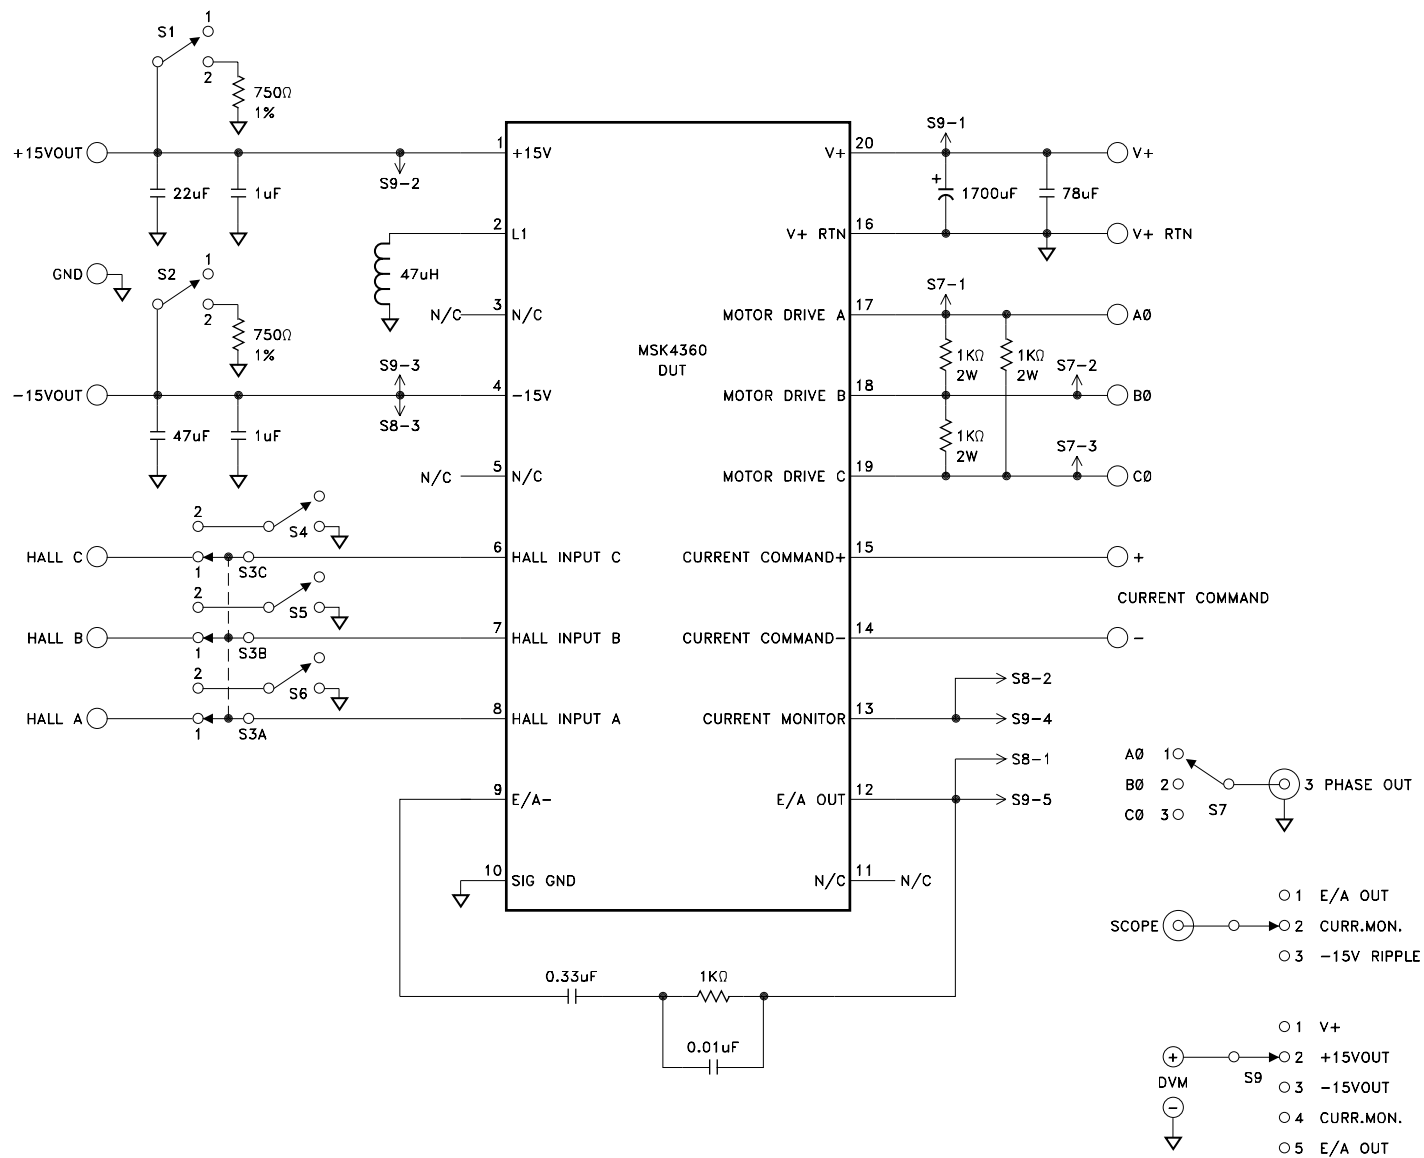 1
S1
2
750Ω
1%
+15VOUT
22uF
1uF
S9-2
1
+15V
2
L1
47uH
GND
S2
1
2
750Ω
1%
N/C
3
N/C
S9-3
-15VOUT
4
-15V
S8-3
47uF
1uF
N/C
5
N/C
2
S4
HALL C
1
S3C
6
HALL INPUT C
2
S5
HALL B
1
S3B
7
HALL INPUT B
2
S6
HALL A
1
S3A
8
HALL INPUT A
9
E/A-
10
SIG GND
MSK4360
DUT
V+
20
S9-1
V+
+
1700uF
78uF
V+ RTN
16
V+ RTN
S7-1
MOTOR DRIVE A
17
AØ
1KΩ
2W
1KΩ
2W
S7-2
MOTOR DRIVE B
18
BØ
1KΩ
2W
S7-3
MOTOR DRIVE C
19
CØ
CURRENT COMMAND+
15
+
CURRENT COMMAND
CURRENT COMMAND-
14
-
S8-2
CURRENT MONITOR
13
S9-4
S8-1
E/A OUT
12
S9-5
N/C
11
N/C
0.33uF
1KΩ
0.01uF
AØ 1
BØ 2
CØ 3
S7
3 PHASE OUT
1 E/A OUT
SCOPE
2 CURR.MON.
3 -15V RIPPLE
1 V+
+
2 +15VOUT
S9
DVM
3 -15VOUT
-
4 CURR.MON.
5 E/A OUT